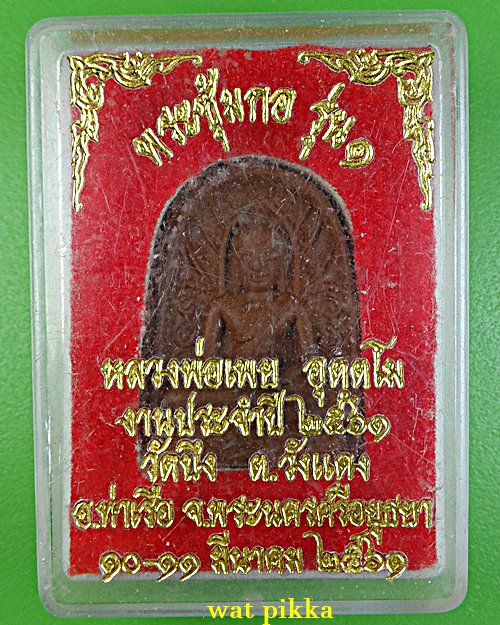 พระซุ้มกอ รุ่น ๑
หลวงพ่อเพย อุตฺตโม
งานประจำปี ๒๕๖๑
วัดบึง ต.วังแดง
อ.ท่าเรือ จ.พระนครศรีอยุธยา
๑๐-๑๑ มีนาคม ๒๕๖๑
wat pikka